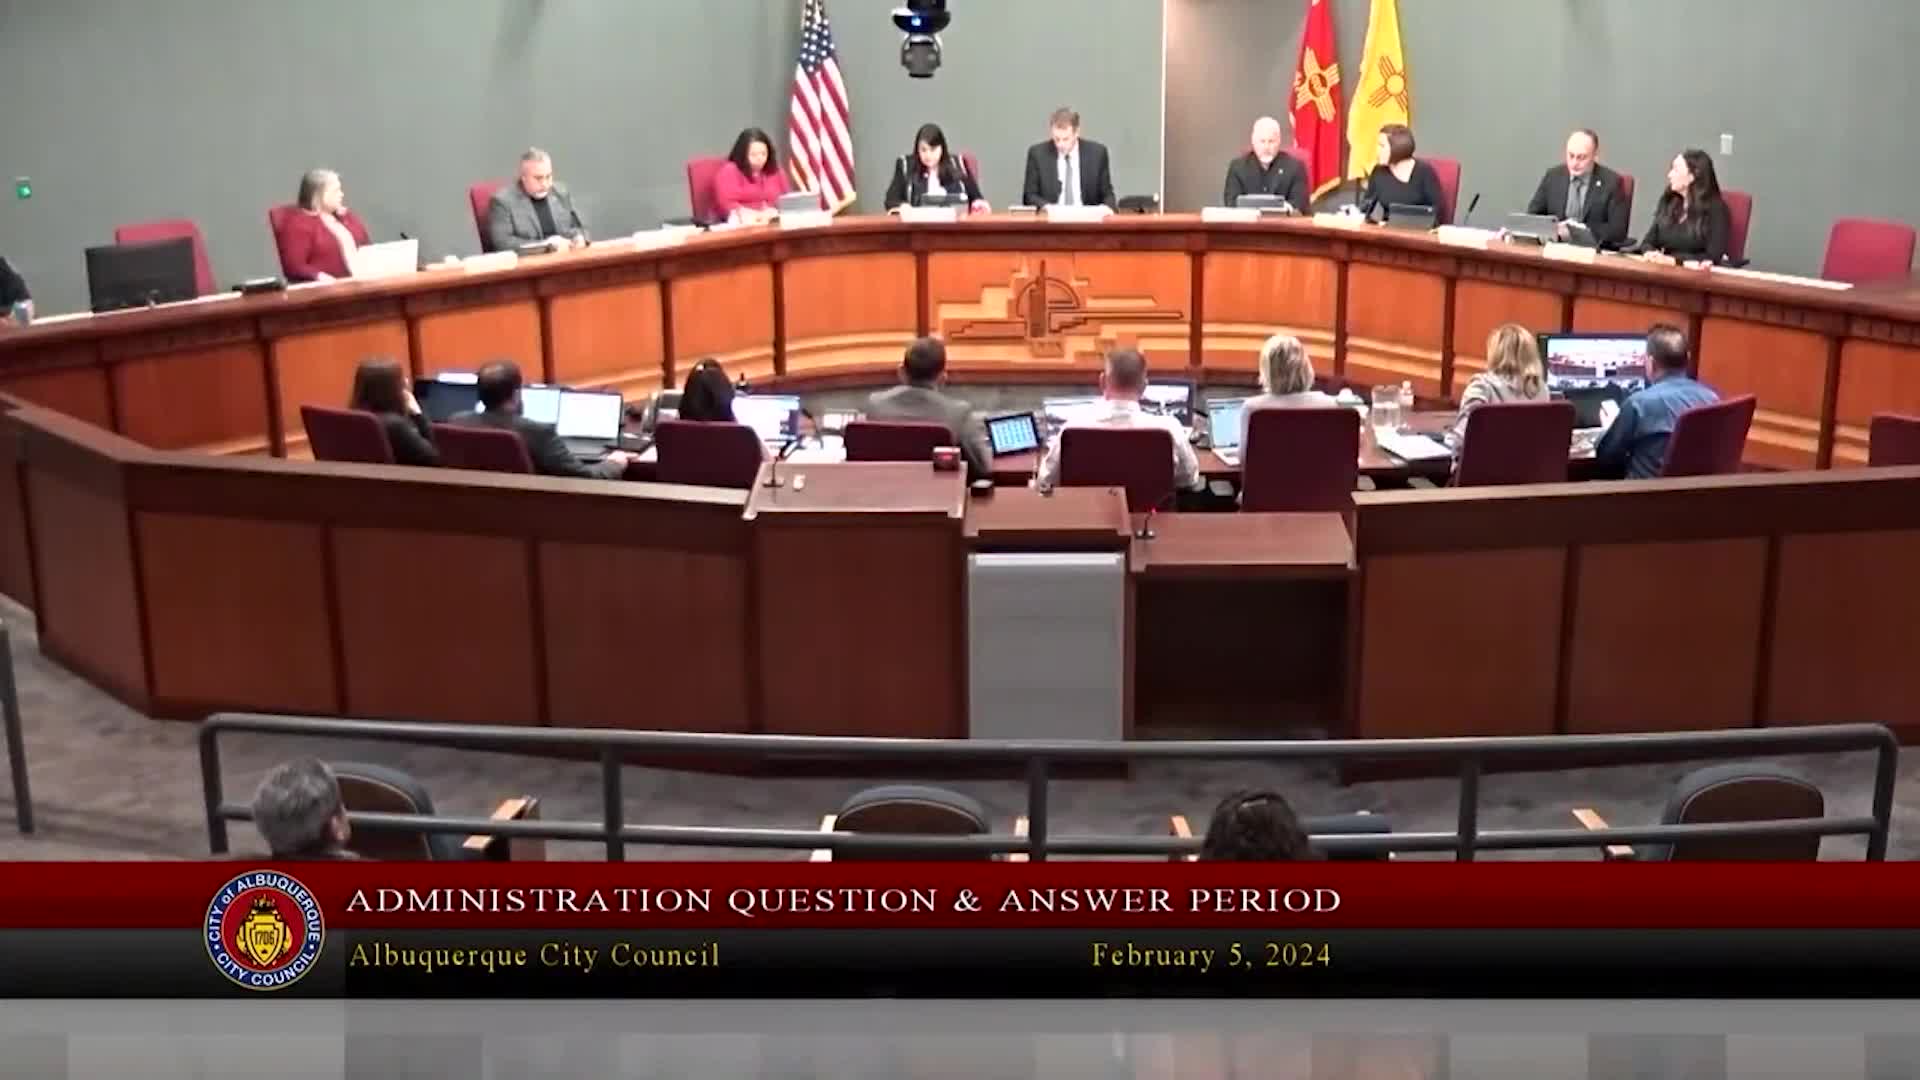 ADMINISTRATION QUESTION & ANSWER PERIOD
CITY of ALBUQUERQUE
1706
CITY COUNCIL
Albuquerque City Council
February 5, 2024